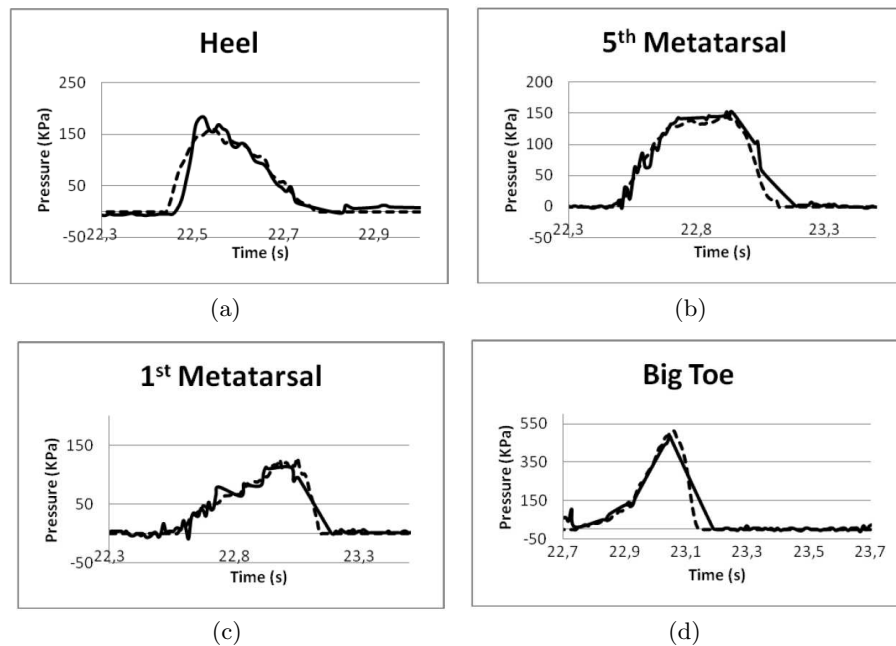 Heel
250
150
50
-50
22,3
22,5
22,7
22,9
Pressure (KPa)
Time (s)
(a)
5th Metatarsal
200
150
100
50
0
-50
22,3
22,8
23,3
Pressure (KPa)
Time (s)
(b)
1st Metatarsal
150
50
-50
22,3
22,8
23,3
Pressure (KPa)
Time (s)
(c)
Big Toe
550
450
350
250
150
50
-50
22,7
22,9
23,1
23,3
23,5
23,7
Pressure (KPa)
Time (s)
(d)